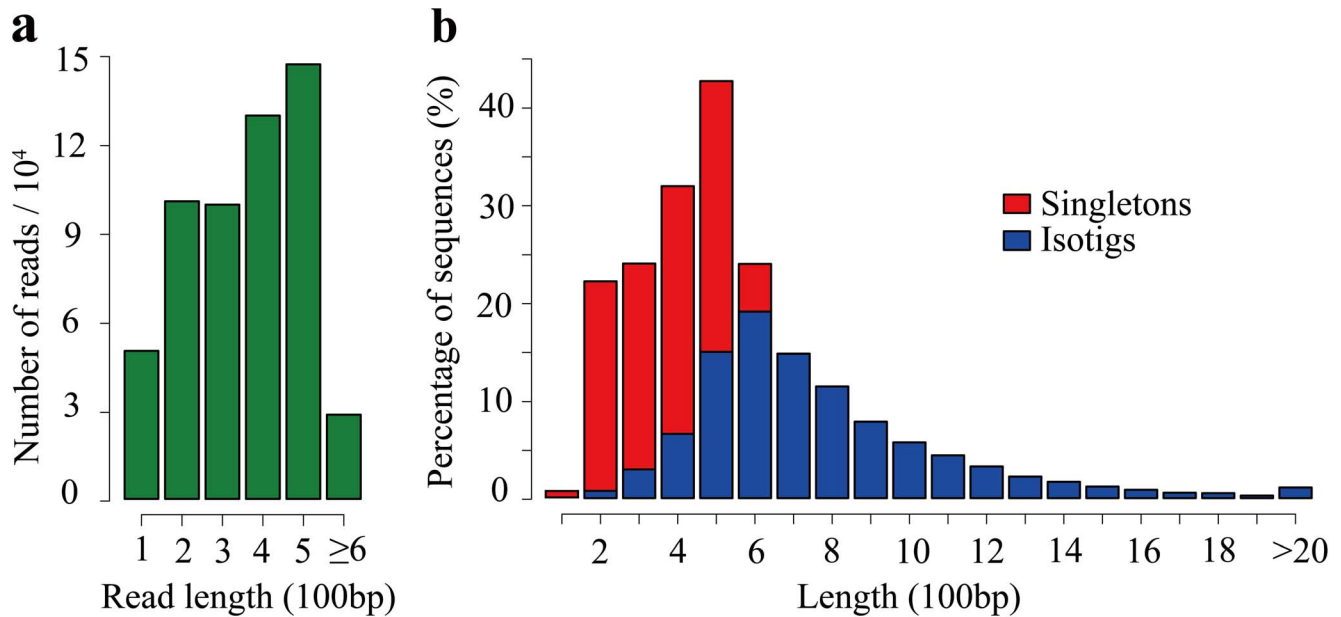 a
Number of reads / 10⁴
15
12
9
6
3
0
1 2 3 4 5 ≥6
Read length (100bp)
b
Percentage of sequences (%)
40
30
20
10
0
Singletons
Isotigs
2 4 6 8 10 12 14 16 18 >20
Length (100bp)